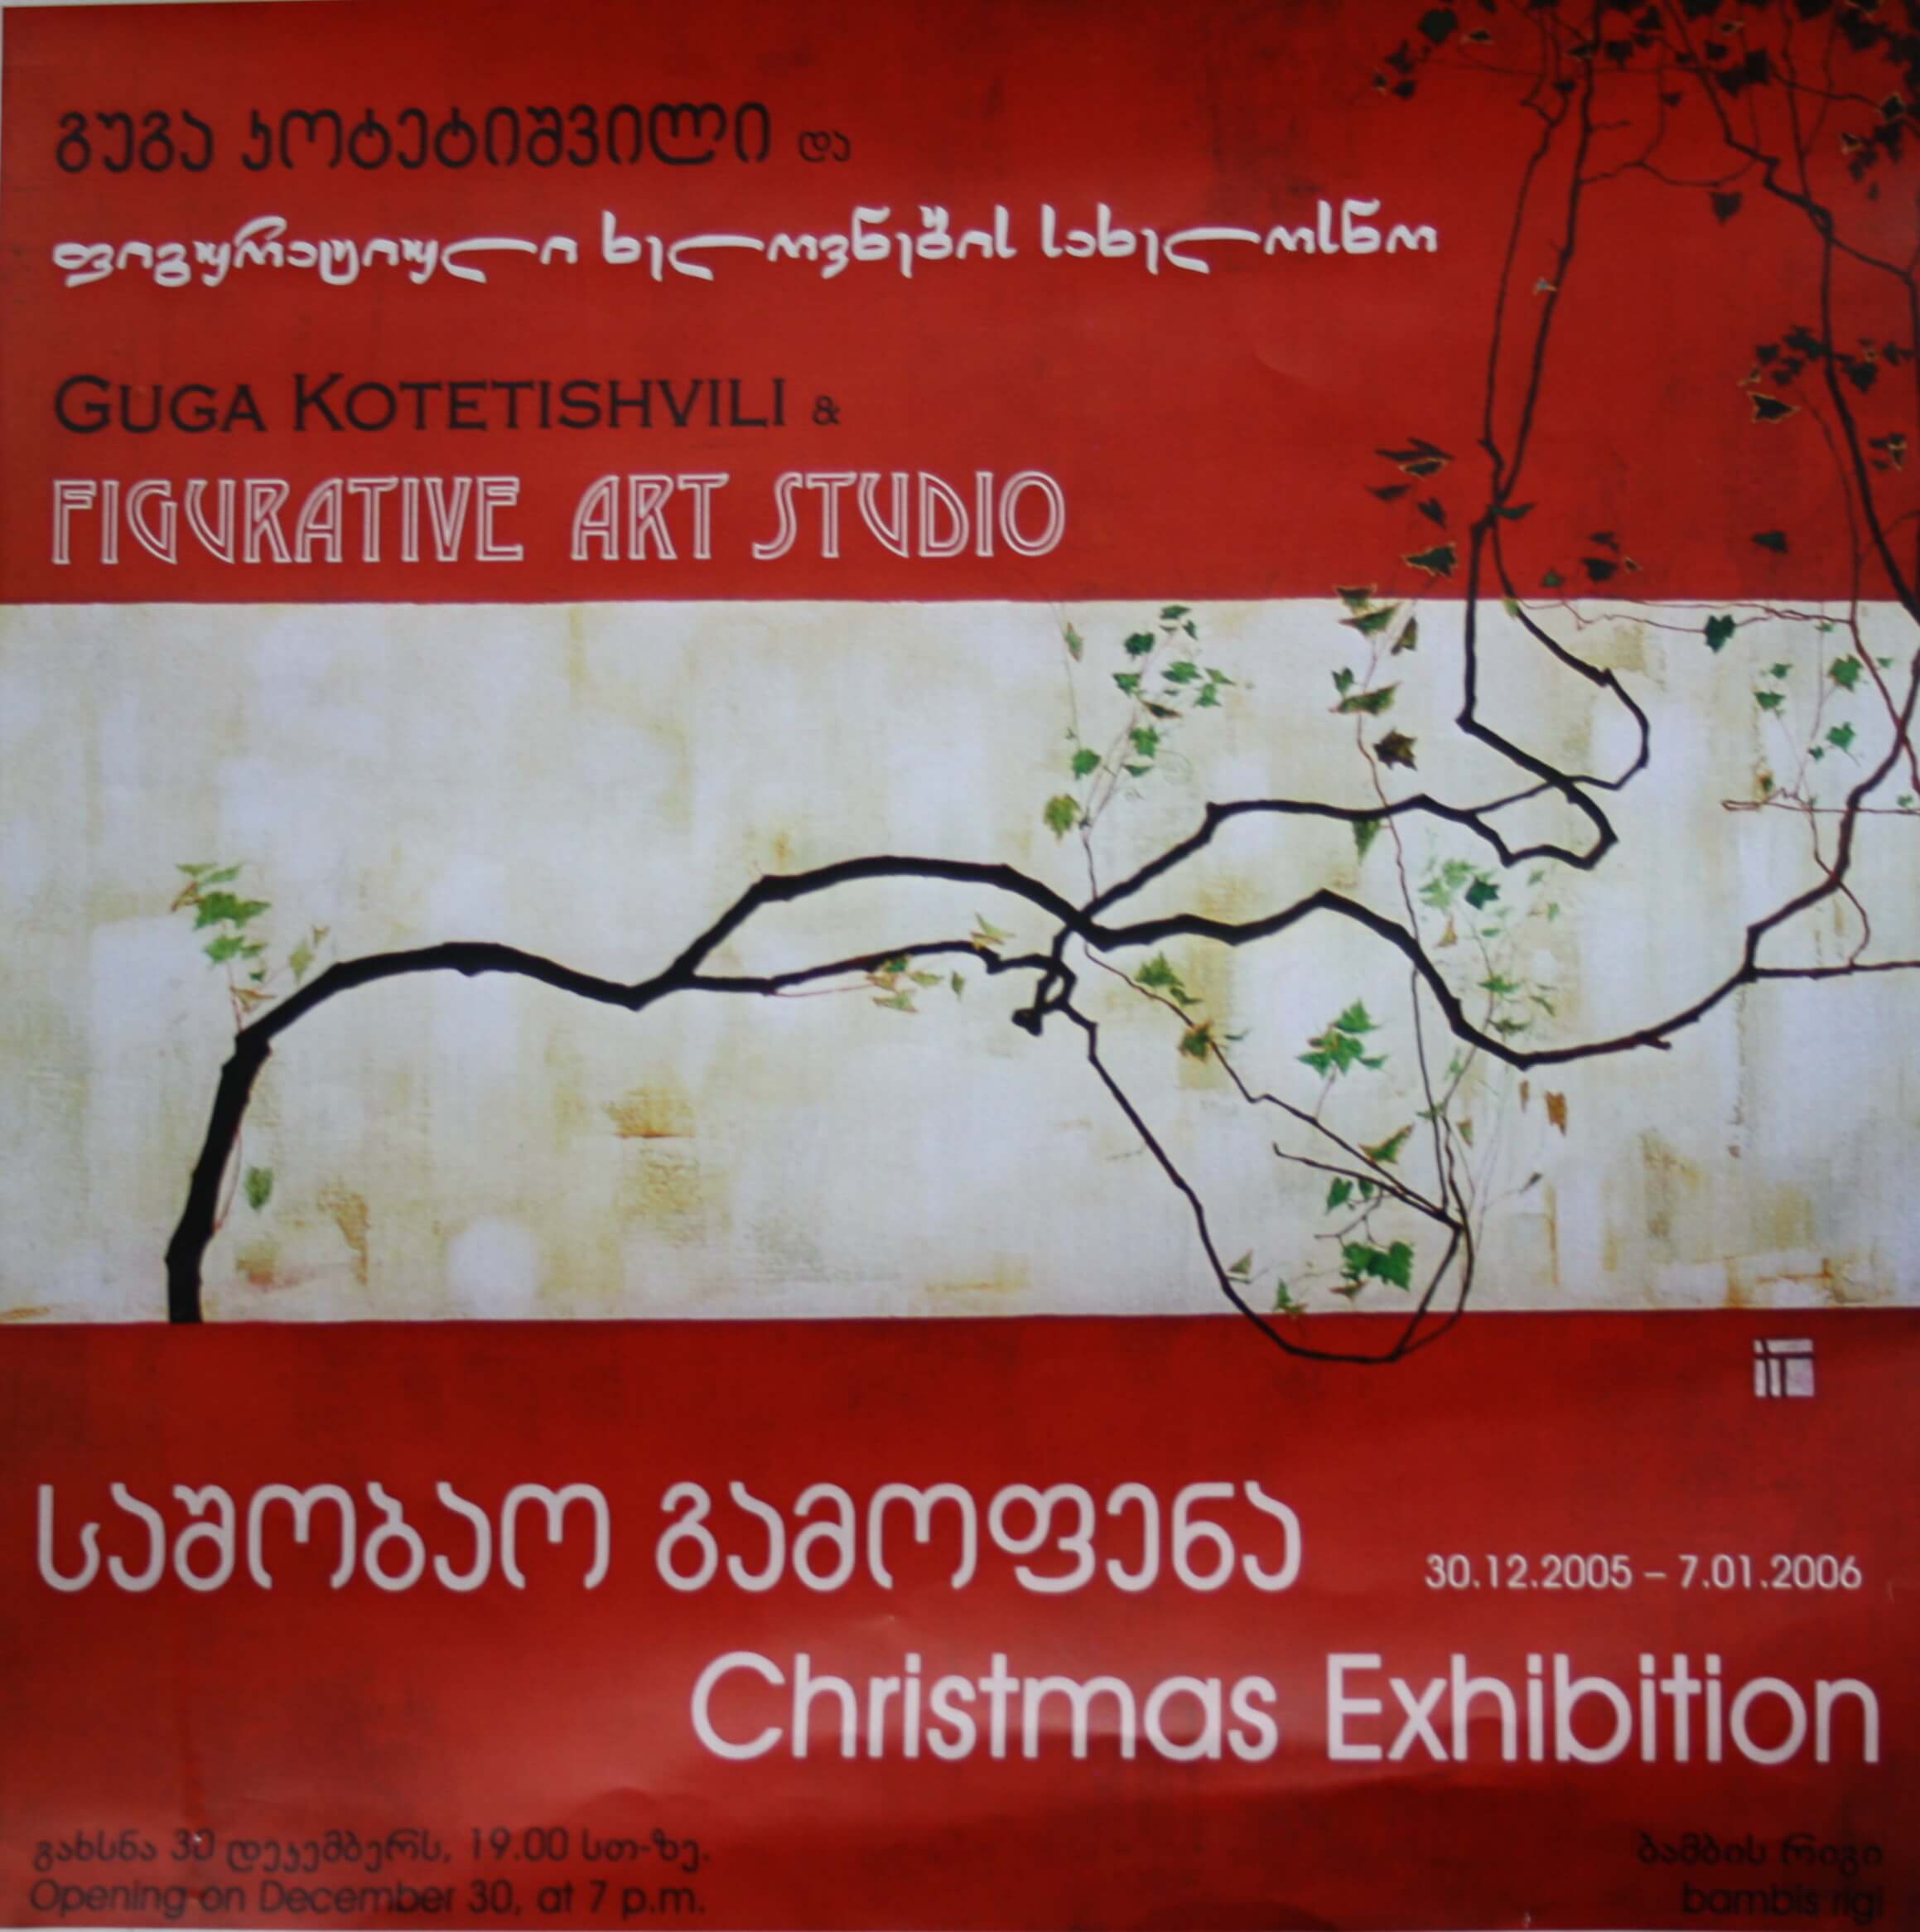 გუგა კოტეტიშვილი და
ფიგურატიული ხელოვნების სახელოსნო
GUGA KOTETISHVILI &
FIGURATIVE ART STUDIO
საშობაო გამოფენა
30.12.2005 – 7.01.2006
Christmas Exhibition
გახსნა 30 დეკემბერს, 19.00 სთ-ზე.
Opening on December 30, at 7 p.m.
ბამბის რიგი
bambis rigi